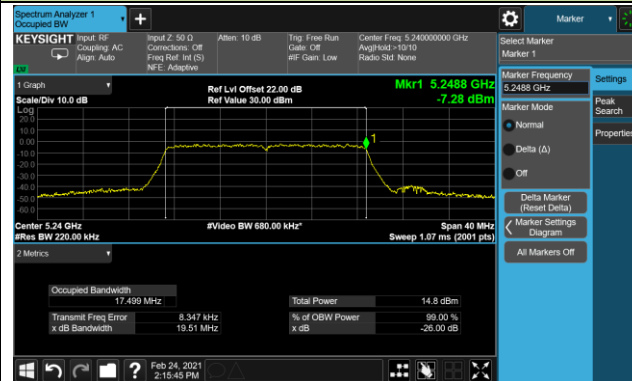 Spectrum Analyzer 1
Occupied BW
+
Marker
KEYSIGHT
Input: RF
Coupling: AC
Align: Auto
Input Z: 50 Ω
Corrections: Off
Freq Ref: Int (S)
NFE: Adaptive
Atten: 10 dB
Trig: Free Run
Gate: Off
#IF Gain: Low
Center Freq: 5.240000000 GHz
Avg|Hold:>10/10
Radio Std: None
Select Marker
Marker 1
1 Graph
Scale/Div 10.0 dB
Log
Ref Lvl Offset 22.00 dB
Ref Value 30.00 dBm
Mkr1 5.2488 GHz
-7.28 dBm
20.0
10.0
0.00
-10.0
-20.0
-30.0
-40.0
-50.0
-60.0
1
Center 5.24 GHz
#Res BW 220.00 kHz
#Video BW 680.00 kHz*
Span 40 MHz
Sweep 1.07 ms (2001 pts)
Marker Frequency
5.2488 GHz
Marker Mode
Normal
Delta (Δ)
Off
Delta Marker
(Reset Delta)
Marker Settings
Diagram
All Markers Off
Settings
Peak
Search
Properties
2 Metrics
Occupied Bandwidth
17.499 MHz
Transmit Freq Error 8.347 kHz
x dB Bandwidth 19.51 MHz
Total Power 14.8 dBm
% of OBW Power 99.00 %
x dB -26.00 dB
?
Feb 24, 2021
2:15:45 PM